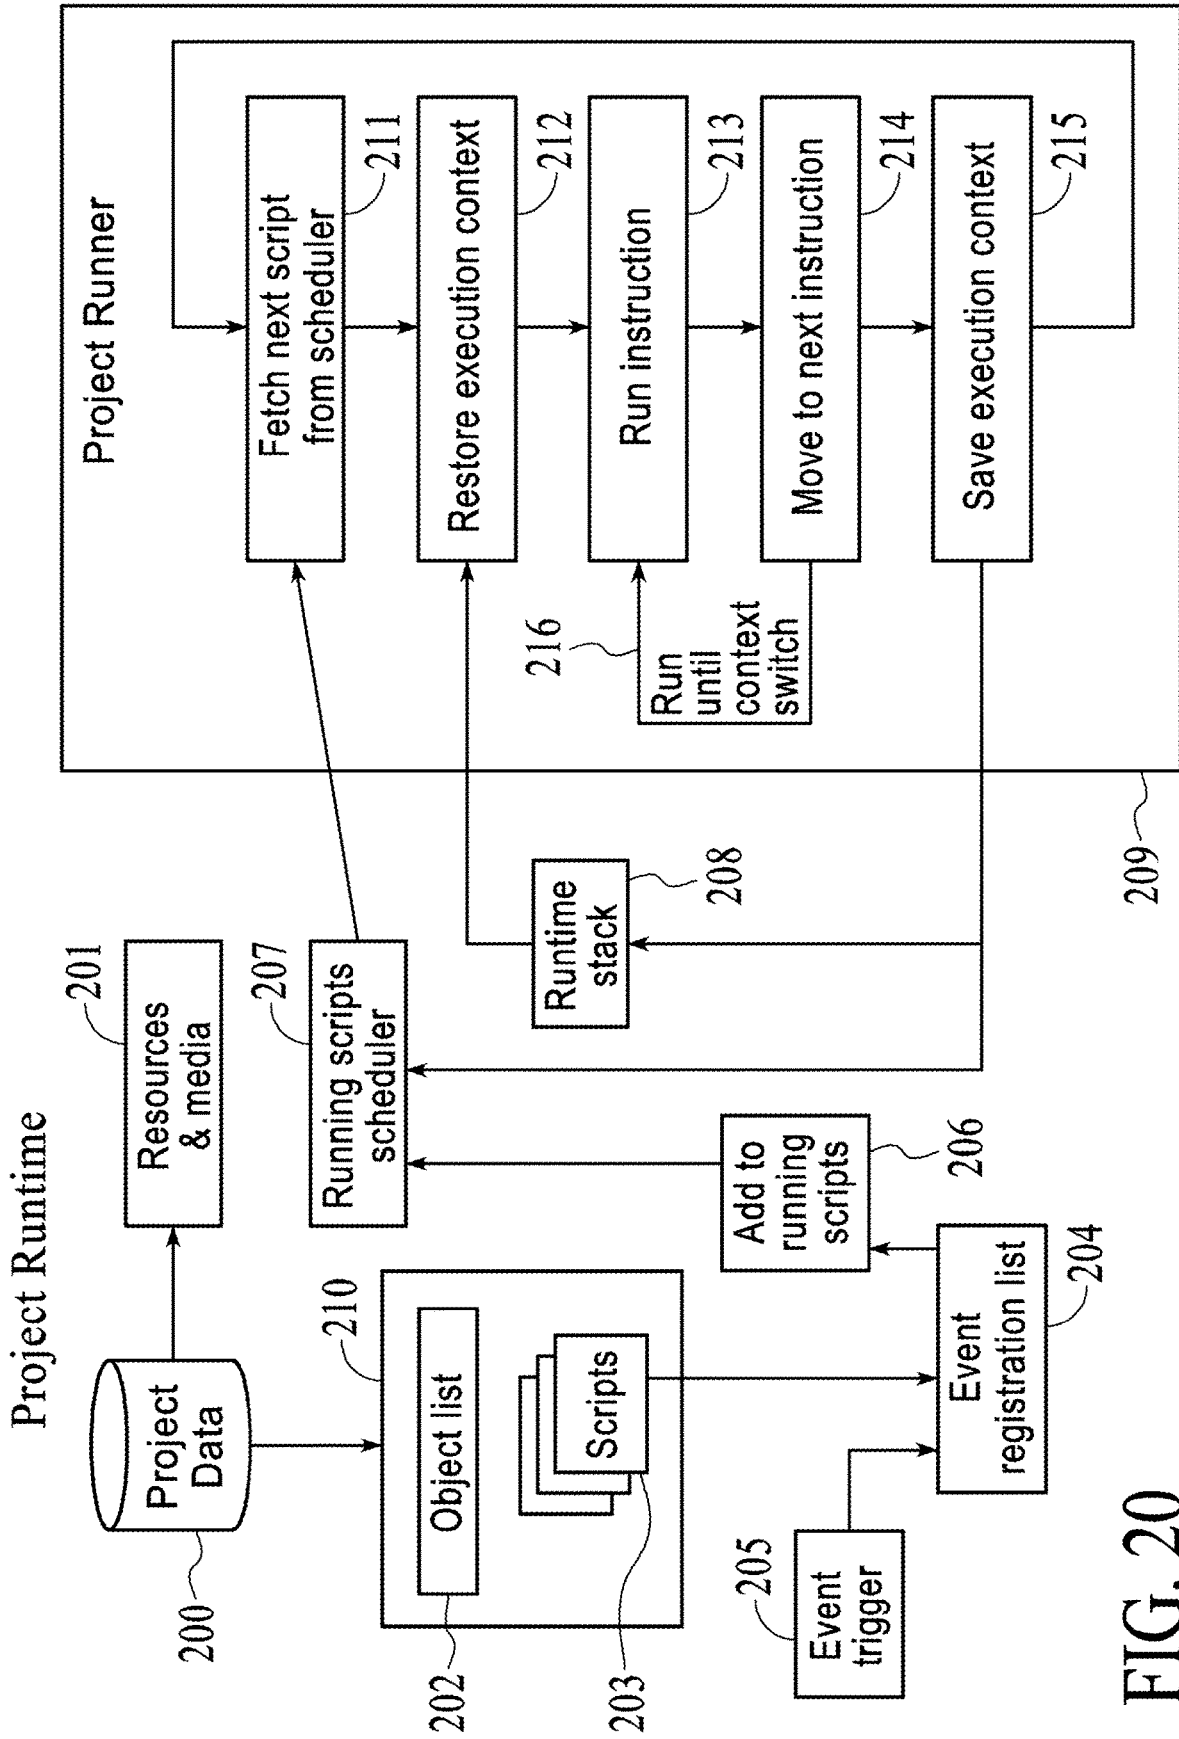 Project Runtime
Project
Data
200
Resources
& media
201
210
Object list
202
Scripts
203
Event
trigger
205
Event
registration list
204
Add to
running
scripts
206
Running scripts
scheduler
207
Runtime
stack
208
Project Runner
209
Fetch next script
from scheduler
211
Restore execution context
212
Run instruction
213
Move to next instruction
214
Save execution context
215
216
Run
until
context
switch
FIG. 20